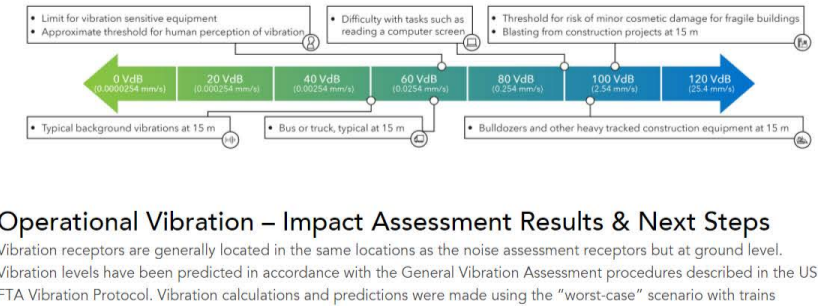 • Limit for vibration sensitive equipment
• Approximate threshold for human perception of vibration
• Difficulty with tasks such as
reading a computer screen
• Threshold for risk of minor cosmetic damage for fragile buildings
• Blasting from construction projects at 15 m
0 VdB
(0.0000254 mm/s)
20 VdB
(0.000254 mm/s)
40 VdB
(0.00254 mm/s)
60 VdB
(0.0254 mm/s)
80 VdB
(0.254 mm/s)
100 VdB
(2.54 mm/s)
120 VdB
(25.4 mm/s)
• Typical background vibrations at 15 m
• Bus or truck, typical at 15 m
• Bulldozers and other heavy tracked construction equipment at 15 m
Operational Vibration – Impact Assessment Results & Next Steps
Vibration receptors are generally located in the same locations as the noise assessment receptors but at ground level.
Vibration levels have been predicted in accordance with the General Vibration Assessment procedures described in the US
FTA Vibration Protocol. Vibration calculations and predictions were made using the “worst-case” scenario with trains